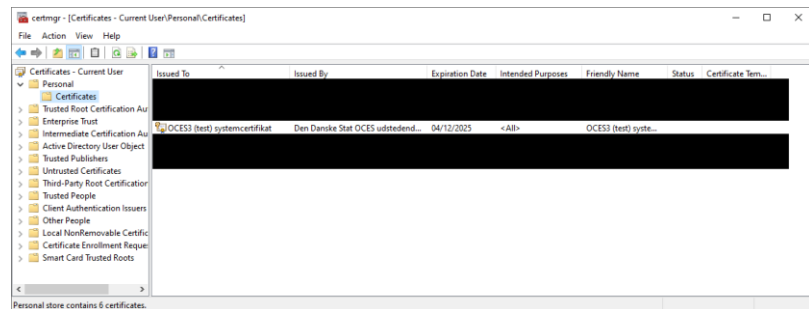 certmgr - [Certificates - Current User\Personal\Certificates]
File Action View Help
Certificates - Current User
Personal
Certificates
Trusted Root Certification Au
Enterprise Trust
Intermediate Certification Au
Active Directory User Object
Trusted Publishers
Untrusted Certificates
Third-Party Root Certification
Trusted People
Client Authentication Issuers
Other People
Local NonRemovable Certific
Certificate Enrollment Reque
Smart Card Trusted Roots
Issued To Issued By Expiration Date Intended Purposes Friendly Name Status Certificate Tem...
OCES3 (test) systemcertifikat Den Danske Stat OCES udstedend... 04/12/2025 <All> OCES3 (test) syste...
Personal store contains 6 certificates.